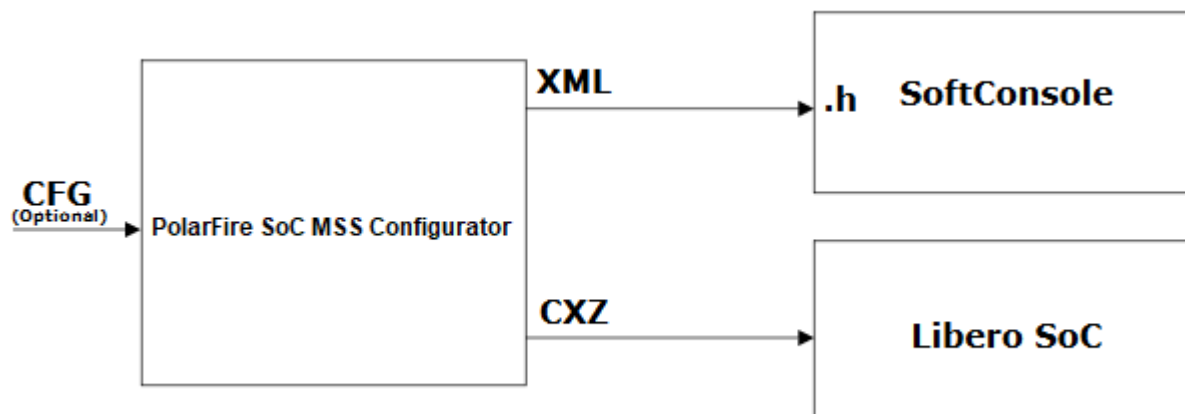 XML
.h SoftConsole
CFG
(Optional)
PolarFire SoC MSS Configurator
CXZ
Libero SoC